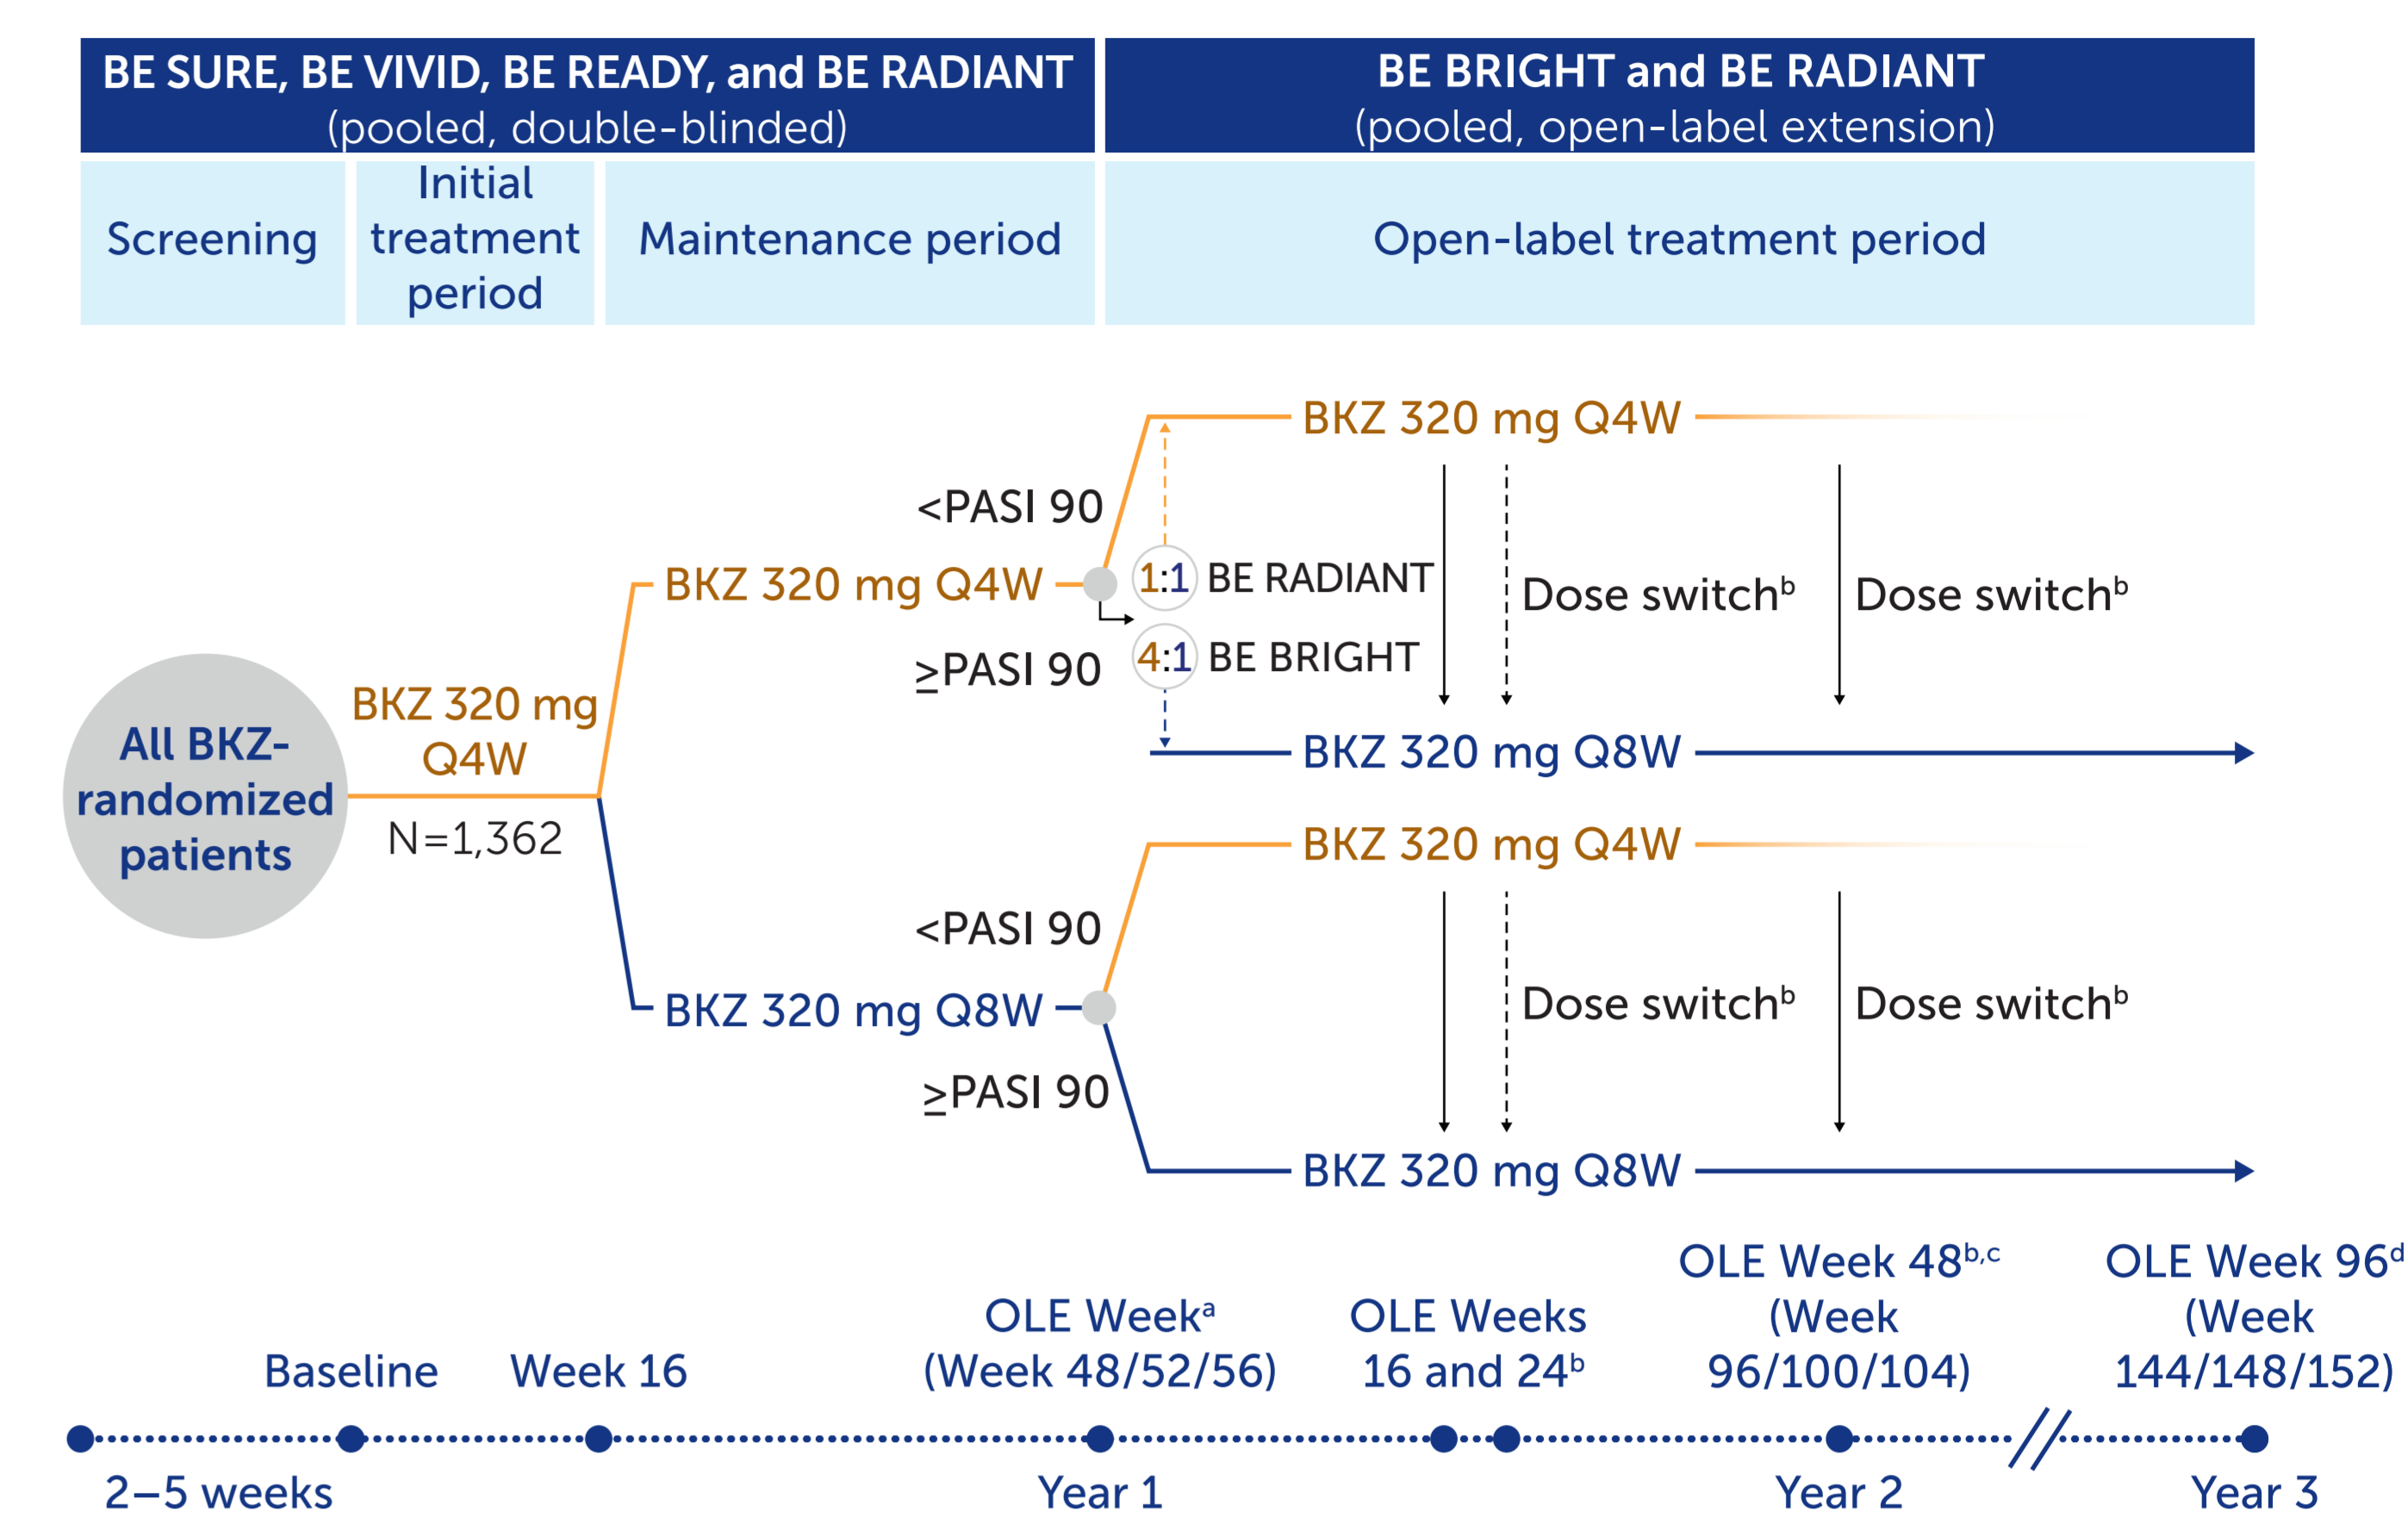 BE SURE, BE VIVID, BE READY, and BE RADIANT
(pooled, double-blinded)
BE BRIGHT and BE RADIANT
(pooled, open-label extension)
Screening
Initial
treatment
period
Maintenance period
Open-label treatment period
All BKZ-
randomized
patients
BKZ 320 mg
Q4W
N=1,362
BKZ 320 mg Q4W
<PASI 90
≥PASI 90
1:1 BE RADIANT
4:1 BE BRIGHT
BKZ 320 mg Q4W
Dose switchᵇ
Dose switchᵇ
BKZ 320 mg Q8W
BKZ 320 mg Q8W
<PASI 90
≥PASI 90
BKZ 320 mg Q4W
Dose switchᵇ
Dose switchᵇ
BKZ 320 mg Q8W
Baseline
Week 16
OLE Weekᵃ
(Week 48/52/56)
OLE Weeks
16 and 24ᵇ
OLE Week 48ᵇ,ᶜ
(Week
96/100/104)
OLE Week 96ᵈ
(Week
144/148/152)
2–5 weeks
Year 1
Year 2
Year 3